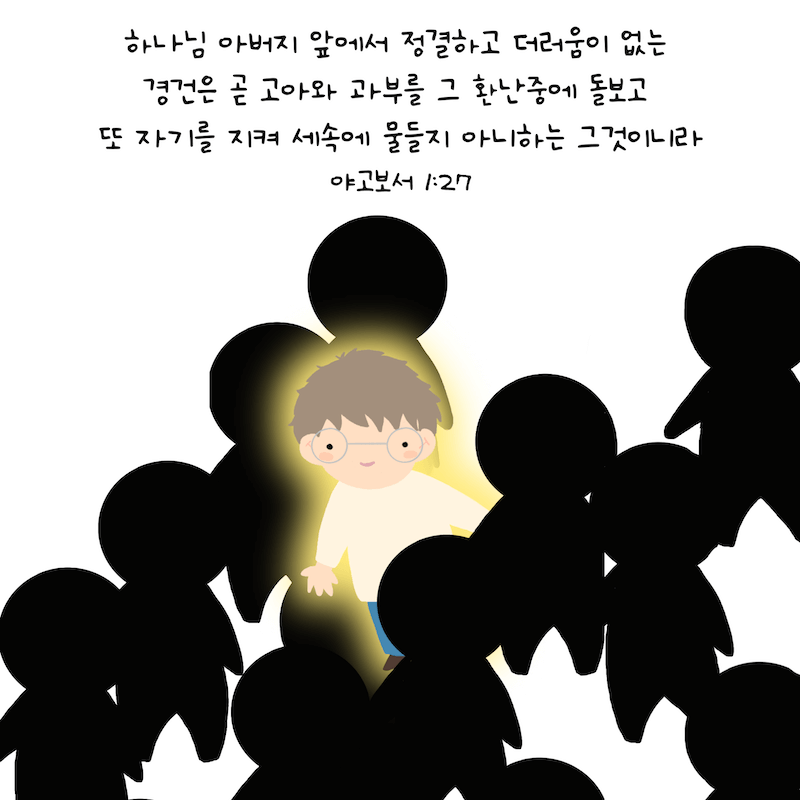 하나님 아버지 앞에서 정결하고 더러움이 없는
경건은 곧 고아와 과부를 그 환난중에 돌보고
또 자기를 지켜 세속에 물들지 아니하는 그것이니라
야고보서 1:27